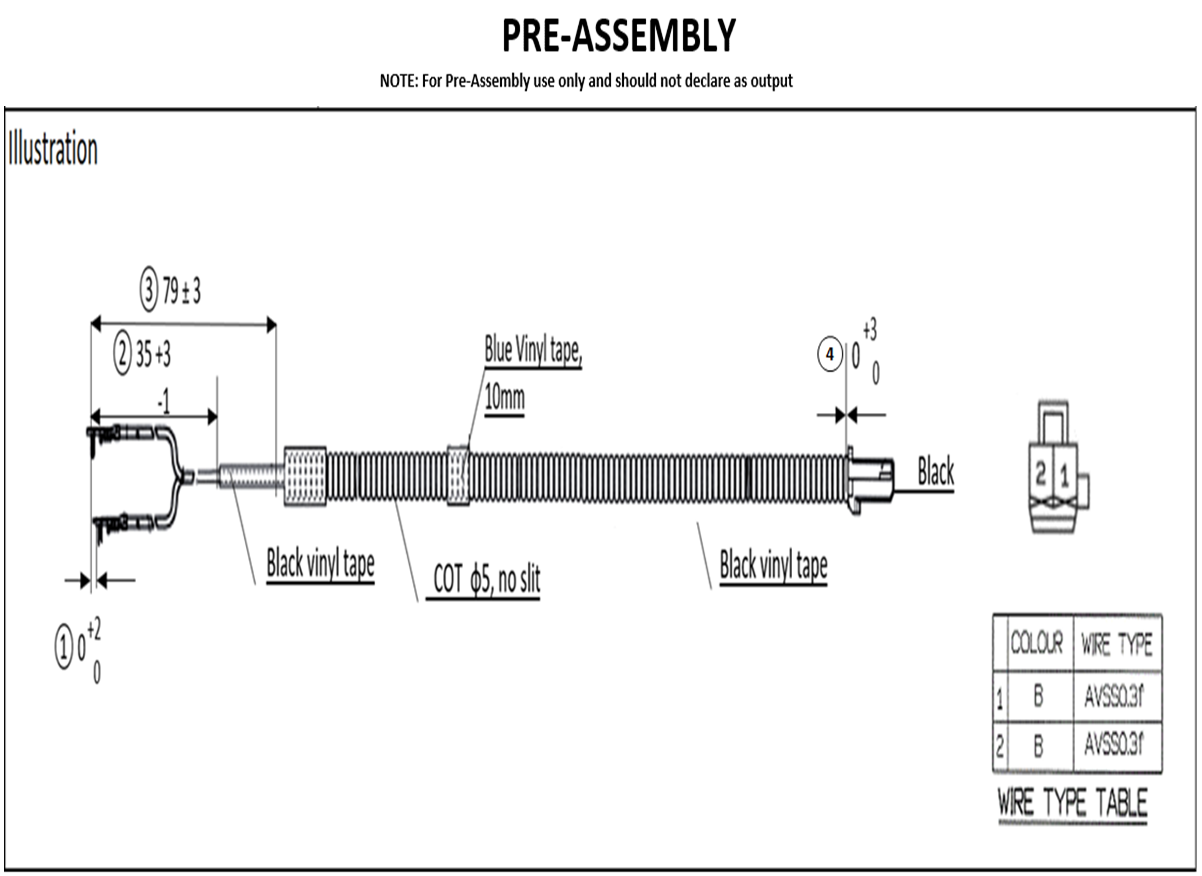 PRE-ASSEMBLY
NOTE: For Pre-Assembly use only and should not declare as output
Illustration
3 79±3
2 35 +3
-1
Blue Vinyl tape,
10mm
4 0 +3
0
Black
2 1
Black vinyl tape
COT ϕ5, no slit
Black vinyl tape
1 0 +2
0
COLOUR WIRE TYPE
1 B AVSS0.3f
2 B AVSS0.3f
WIRE TYPE TABLE